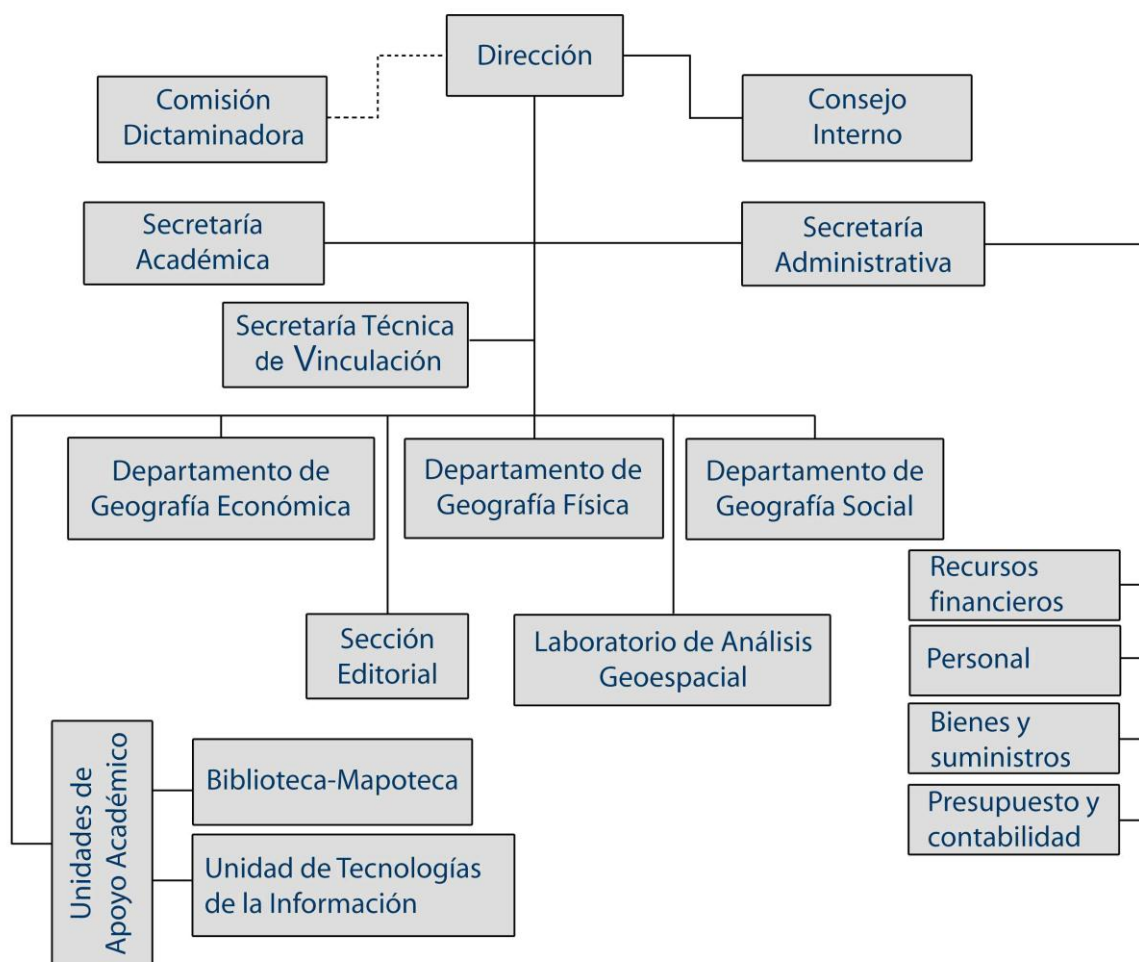 Dirección
Comisión
Dictaminadora
Consejo
Interno
Secretaría
Académica
Secretaría
Administrativa
Secretaría Técnica
de Vinculación
Departamento de
Geografía Económica
Departamento de
Geografía Física
Departamento de
Geografía Social
Recursos
financieros
Personal
Bienes y
suministros
Presupuesto y
contabilidad
Sección
Editorial
Laboratorio de Análisis
Geoespacial
Unidades de
Apoyo Académico
Biblioteca-Mapoteca
Unidad de Tecnologías
de la Información